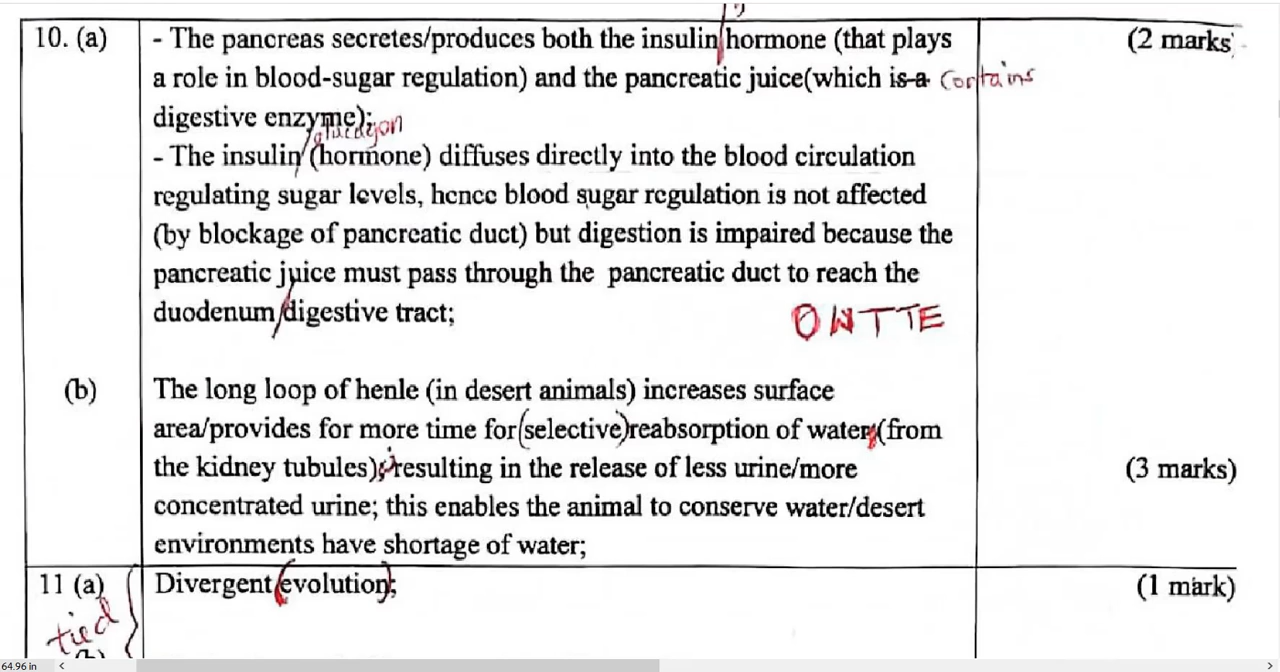 10. (a) - The pancreas secretes/produces both the insulin/hormone (that plays (2 marks)
a role in blood-sugar regulation) and the pancreatic juice(which is a contains
digestive enzyme);
glucagon
- The insulin/(hormone) diffuses directly into the blood circulation
regulating sugar levels, hence blood sugar regulation is not affected
(by blockage of pancreatic duct) but digestion is impaired because the
pancreatic juice must pass through the pancreatic duct to reach the
duodenum/digestive tract;
OWTTE
(b) The long loop of henle (in desert animals) increases surface
area/provides for more time for(selective)reabsorption of water;(from
the kidney tubules); resulting in the release of less urine/more (3 marks)
concentrated urine; this enables the animal to conserve water/desert
environments have shortage of water;
11 (a) Divergent(evolution); (1 mark)
tied
64.96 in